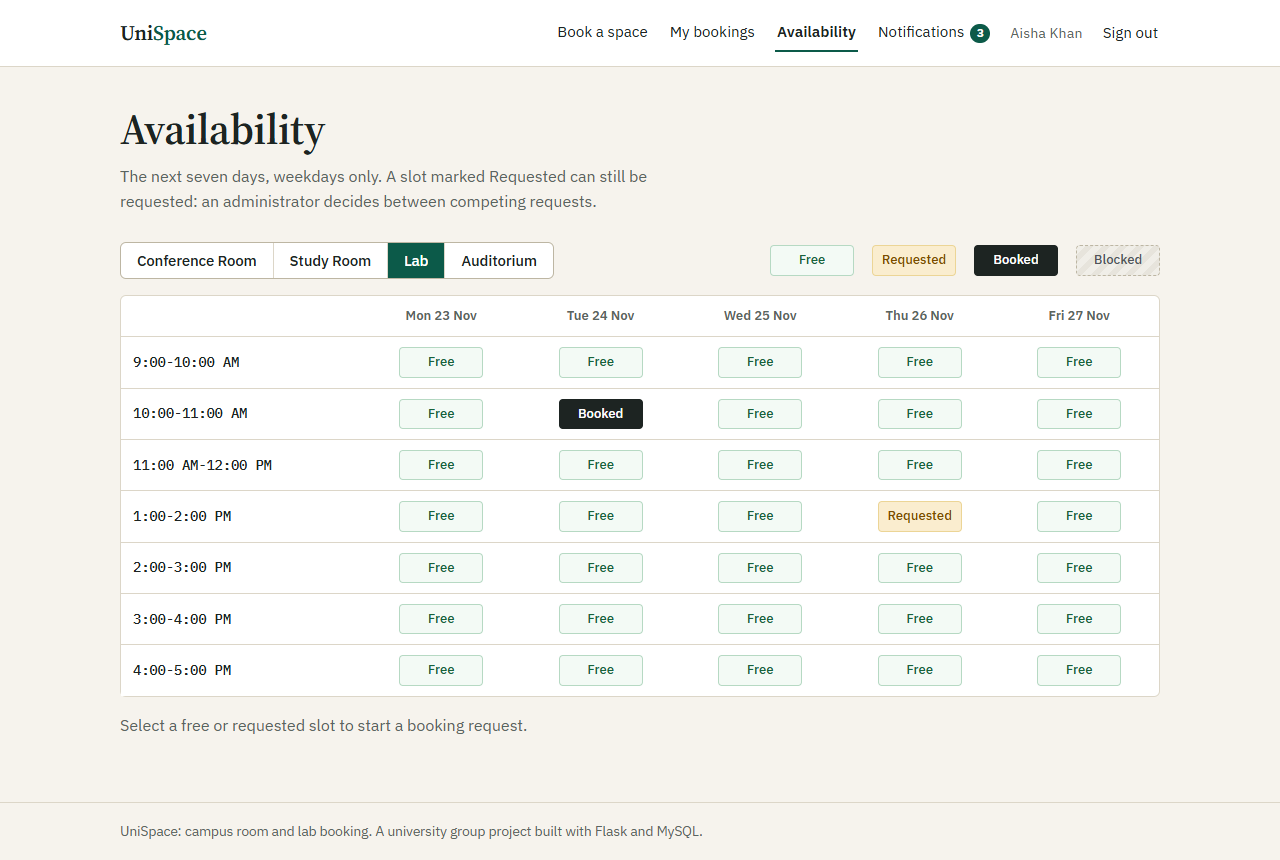 UniSpace Book a space My bookings Availability Notifications 3 Aisha Khan Sign out
Availability
The next seven days, weekdays only. A slot marked Requested can still be
requested: an administrator decides between competing requests.
Conference Room Study Room Lab Auditorium Free Requested Booked Blocked
Mon 23 Nov Tue 24 Nov Wed 25 Nov Thu 26 Nov Fri 27 Nov
9:00-10:00 AM Free Free Free Free Free
10:00-11:00 AM Free Booked Free Free Free
11:00 AM-12:00 PM Free Free Free Free Free
1:00-2:00 PM Free Free Free Requested Free
2:00-3:00 PM Free Free Free Free Free
3:00-4:00 PM Free Free Free Free Free
4:00-5:00 PM Free Free Free Free Free
Select a free or requested slot to start a booking request.
UniSpace: campus room and lab booking. A university group project built with Flask and MySQL.